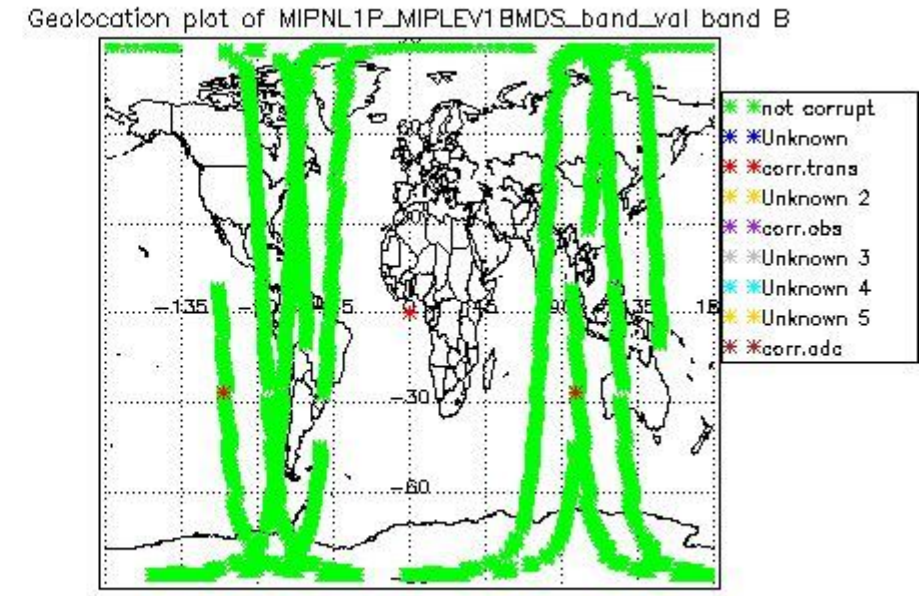 Geolocation plot of MIPNL1P_MIPLEV1BMDS_band_val band B
not corrupt
Unknown
corr.trans
Unknown 2
corr.obs
Unknown 3
Unknown 4
Unknown 5
corr.adc
60
-135
-30
-60